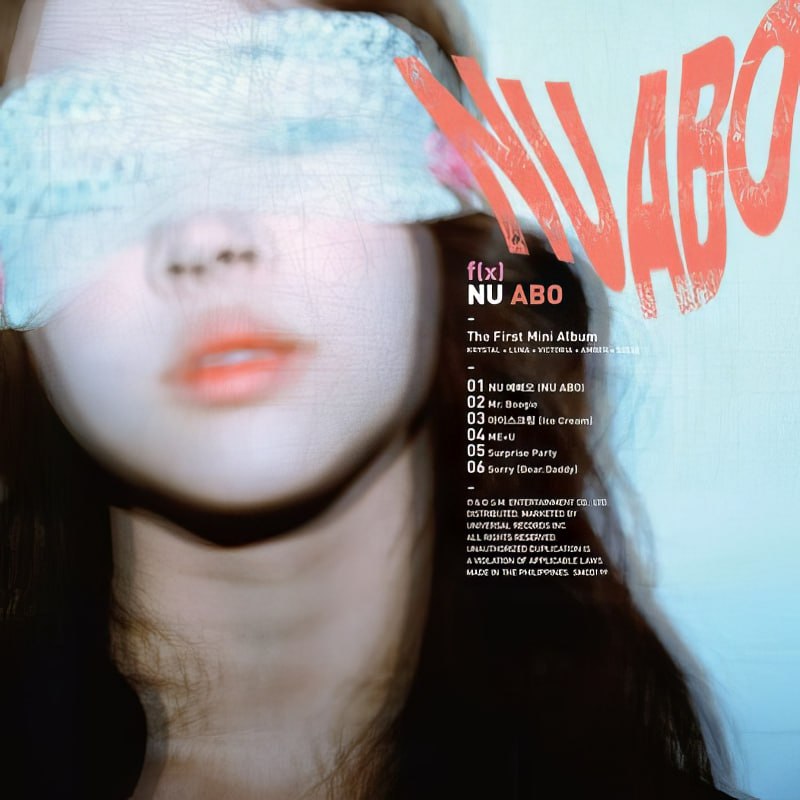 NU ABO
f(x)
NU ABO
-
The First Mini Album
KRYSTAL • LUNA • VICTORIA • AMBER • SULLI
-
01 NU 예삐오 (NU ABO)
02 Mr. Boogie
03 아이스크림 (Ice Cream)
04 ME+U
05 Surprise Party
06 Sorry (Dear.Daddy)
-
S.M. ENTERTAINMENT CO., LTD.
DISTRIBUTED, MARKETED BY
UNIVERSAL RECORDS INC.
ALL RIGHTS RESERVED.
UNAUTHORIZED DUPLICATION IS
A VIOLATION OF APPLICABLE LAWS.
MADE IN THE PHILIPPINES.